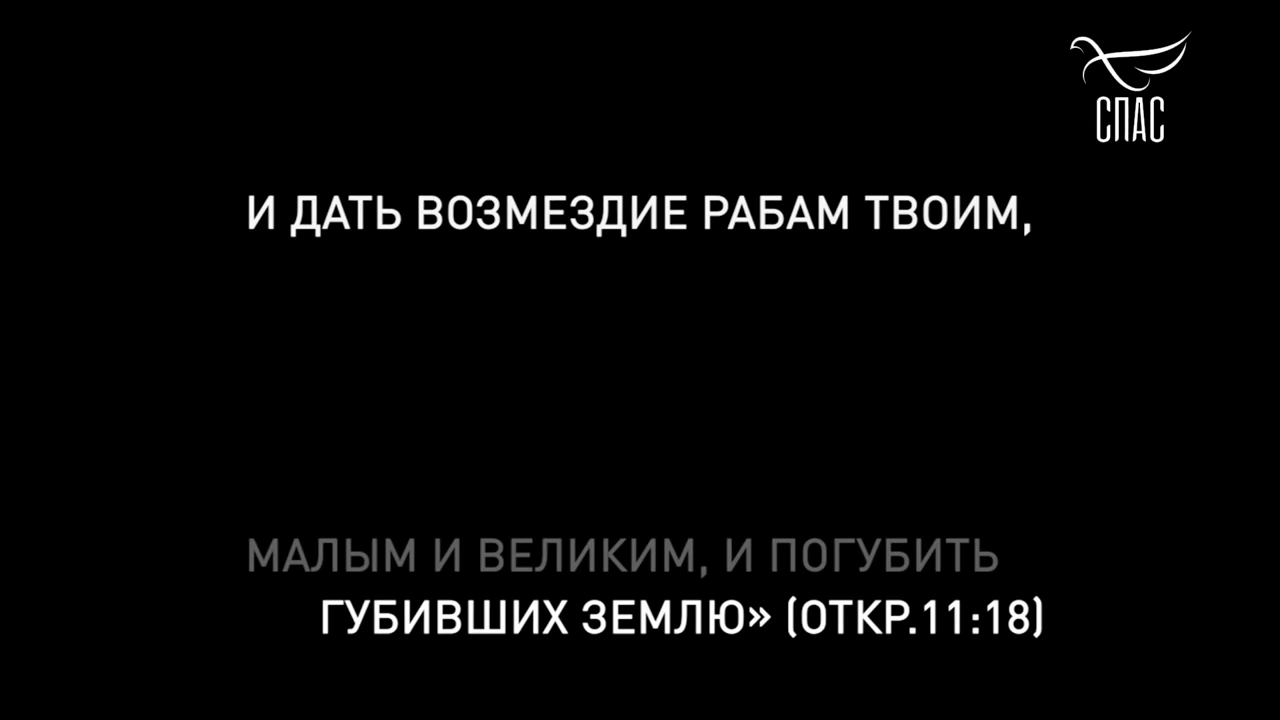 СПАС
И ДАТЬ ВОЗМЕЗДИЕ РАБАМ ТВОИМ,
МАЛЫМ И ВЕЛИКИМ, И ПОГУБИТЬ
ГУБИВШИХ ЗЕМЛЮ» (ОТКР.11:18)